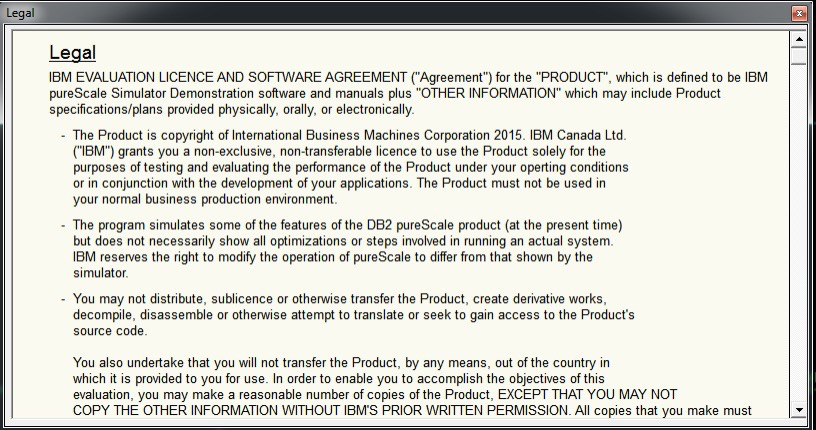 Legal
Legal
IBM EVALUATION LICENCE AND SOFTWARE AGREEMENT ("Agreement") for the "PRODUCT", which is defined to be IBM
pureScale Simulator Demonstration software and manuals plus "OTHER INFORMATION" which may include Product
specifications/plans provided physically, orally, or electronically.
- The Product is copyright of International Business Machines Corporation 2015. IBM Canada Ltd.
("IBM") grants you a non-exclusive, non-transferable licence to use the Product solely for the
purposes of testing and evaluating the performance of the Product under your operting conditions
or in conjunction with the development of your applications. The Product must not be used in
your normal business production environment.
- The program simulates some of the features of the DB2 pureScale product (at the present time)
but does not necessarily show all optimizations or steps involved in running an actual system.
IBM reserves the right to modify the operation of pureScale to differ from that shown by the
simulator.
- You may not distribute, sublicence or otherwise transfer the Product, create derivative works,
decompile, disassemble or otherwise attempt to translate or seek to gain access to the Product's
source code.
You also undertake that you will not transfer the Product, by any means, out of the country in
which it is provided to you for use. In order to enable you to accomplish the objectives of this
evaluation, you may make a reasonable number of copies of the Product, EXCEPT THAT YOU MAY NOT
COPY THE OTHER INFORMATION WITHOUT IBM'S PRIOR WRITTEN PERMISSION. All copies that you make must